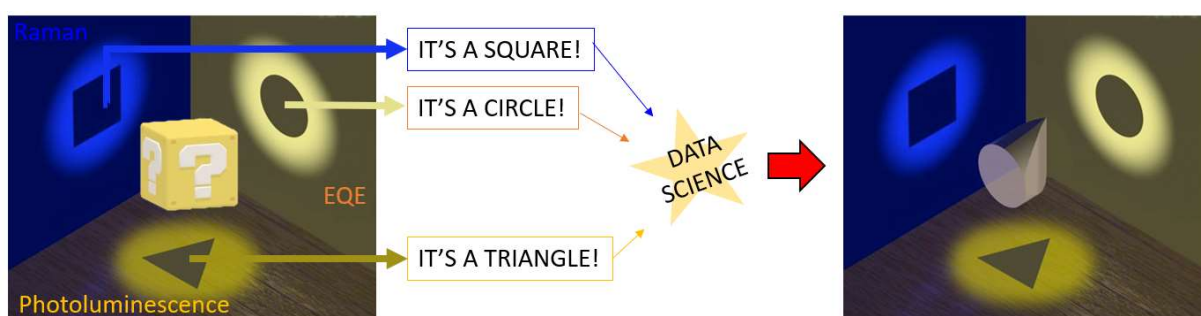 Raman
IT'S A SQUARE!
IT'S A CIRCLE!
?
?
DATA
SCIENCE
EQE
IT'S A TRIANGLE!
Photoluminescence